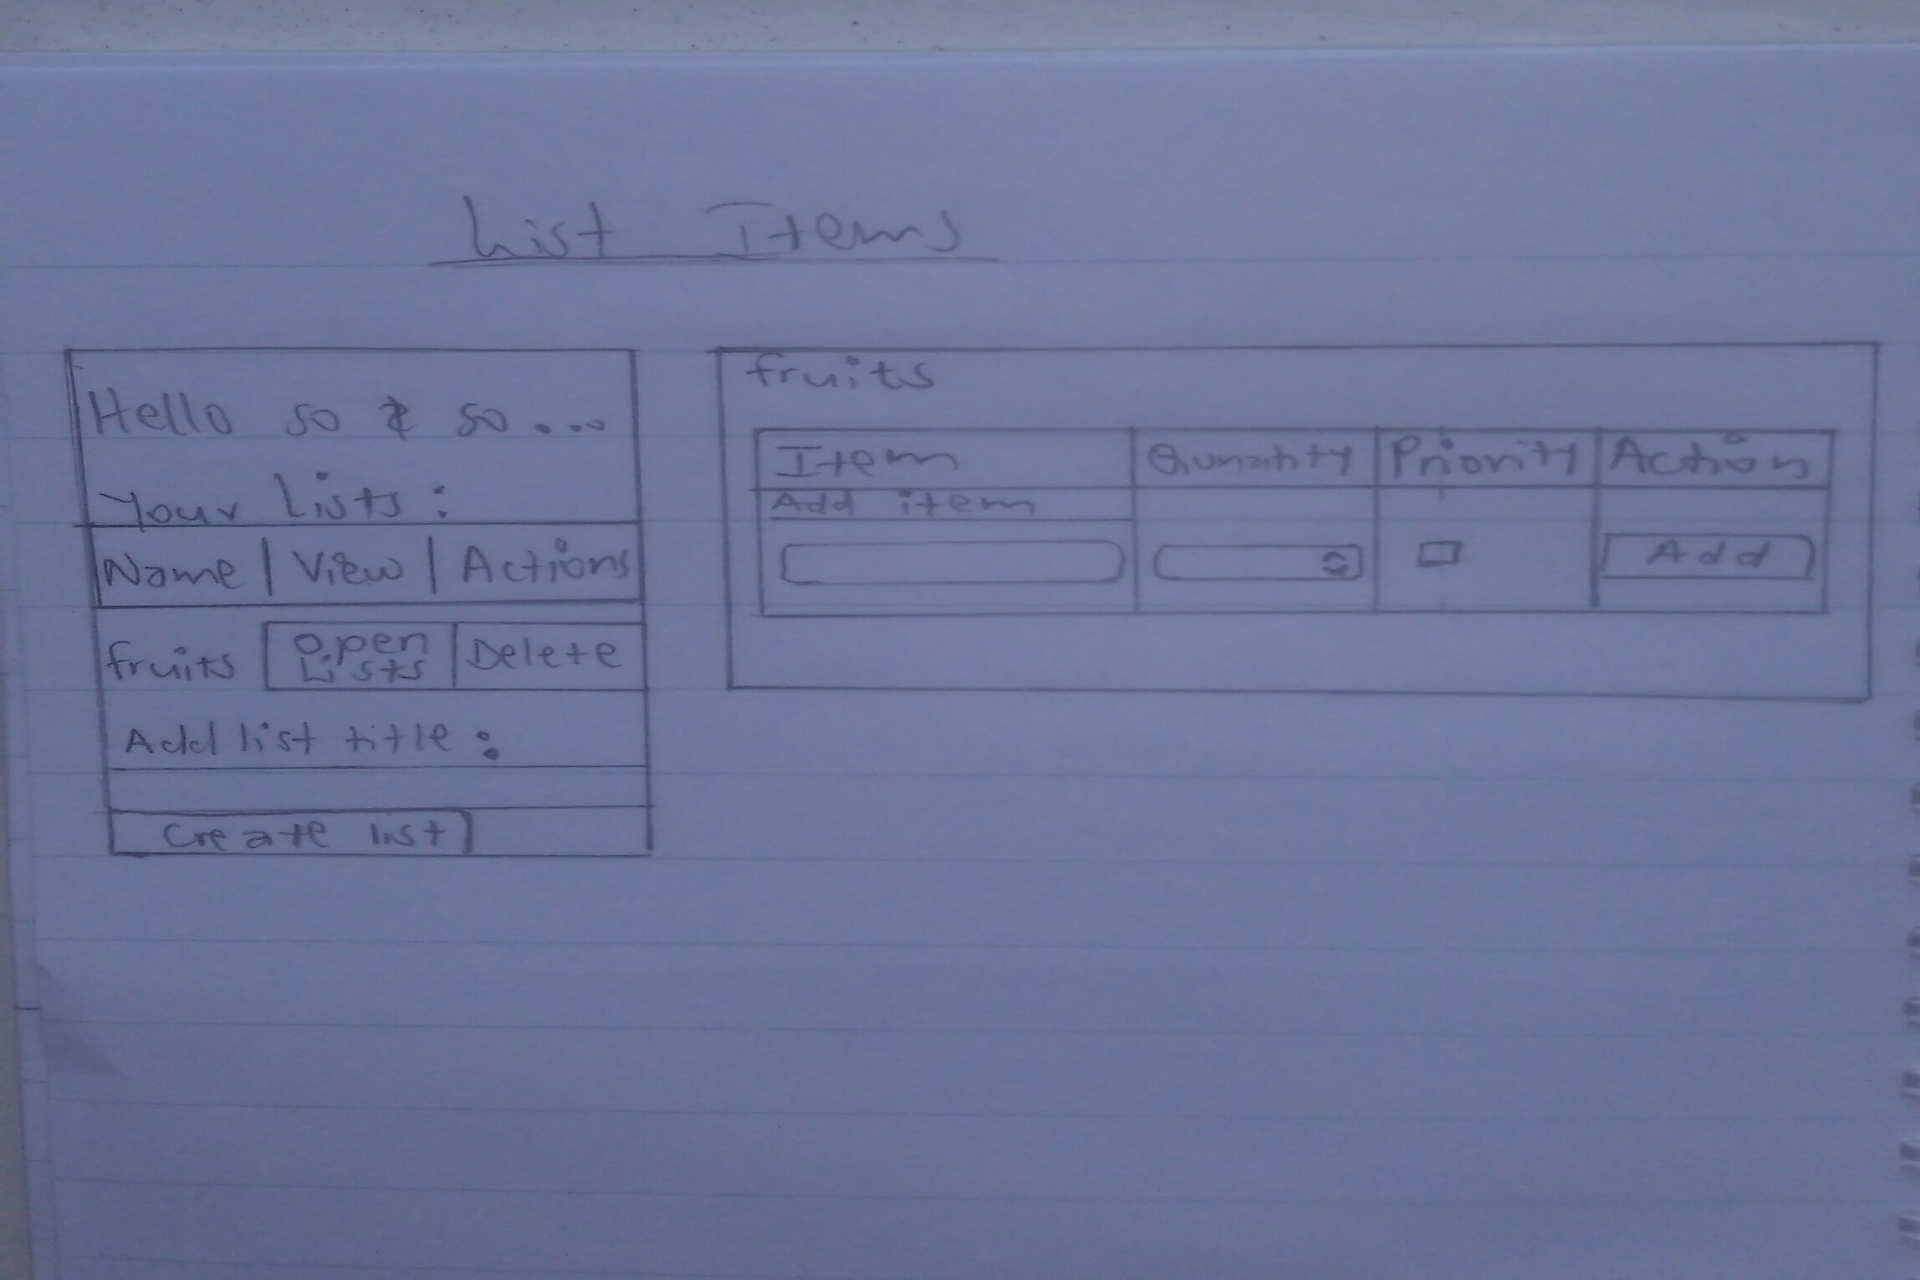 List Items
Hello so & so...
Your Lists :
Name | View | Actions
fruits Open Lists Delete
Add list title :
Create list
fruits
Item Qunatity Priority Action
Add item
Add